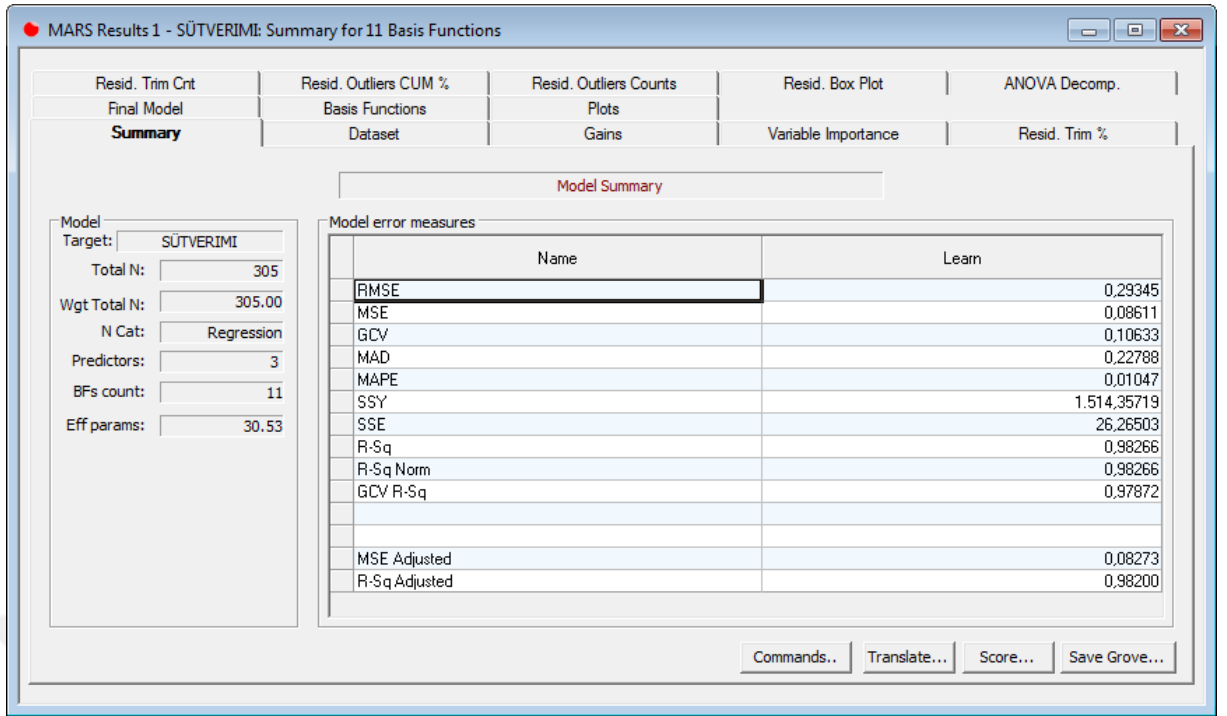 MARS Results 1 - SÜTVERIMI: Summary for 11 Basis Functions
Resid. Trim Cnt Resid. Outliers CUM % Resid. Outliers Counts Resid. Box Plot ANOVA Decomp.
Final Model Basis Functions Plots
Summary Dataset Gains Variable Importance Resid. Trim %
Model Summary
Model
Target: SÜTVERIMI
Total N: 305
Wgt Total N: 305.00
N Cat: Regression
Predictors: 3
BFs count: 11
Eff params: 30.53
Model error measures
Name Learn
RMSE 0,29345
MSE 0,08611
GCV 0,10633
MAD 0,22788
MAPE 0,01047
SSY 1.514,35719
SSE 26,26503
R-Sq 0,98266
R-Sq Norm 0,98266
GCV R-Sq 0,97872
MSE Adjusted 0,08273
R-Sq Adjusted 0,98200
Commands.. Translate... Score... Save Grove...